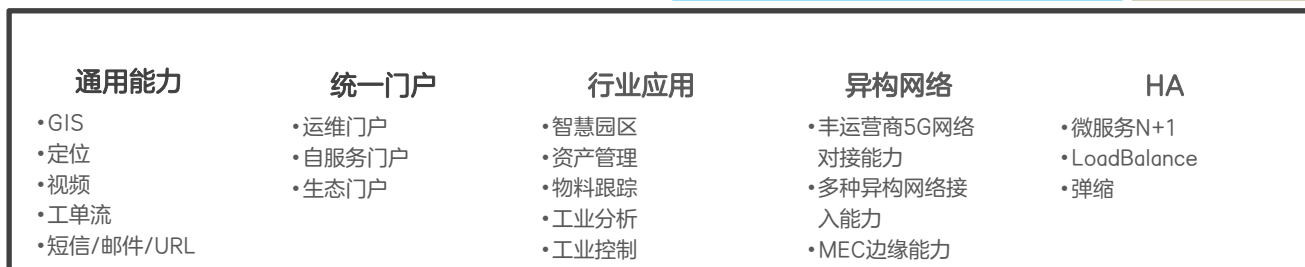 通用能力
•GIS
•定位
•视频
•工单流
•短信/邮件/URL
统一门户
•运维门户
•自服务门户
•生态门户
行业应用
•智慧园区
•资产管理
•物料跟踪
•工业分析
•工业控制
异构网络
•丰运营商5G网络
对接能力
•多种异构网络接
入能力
•MEC边缘能力
HA
•微服务N+1
•LoadBalance
•弹缩